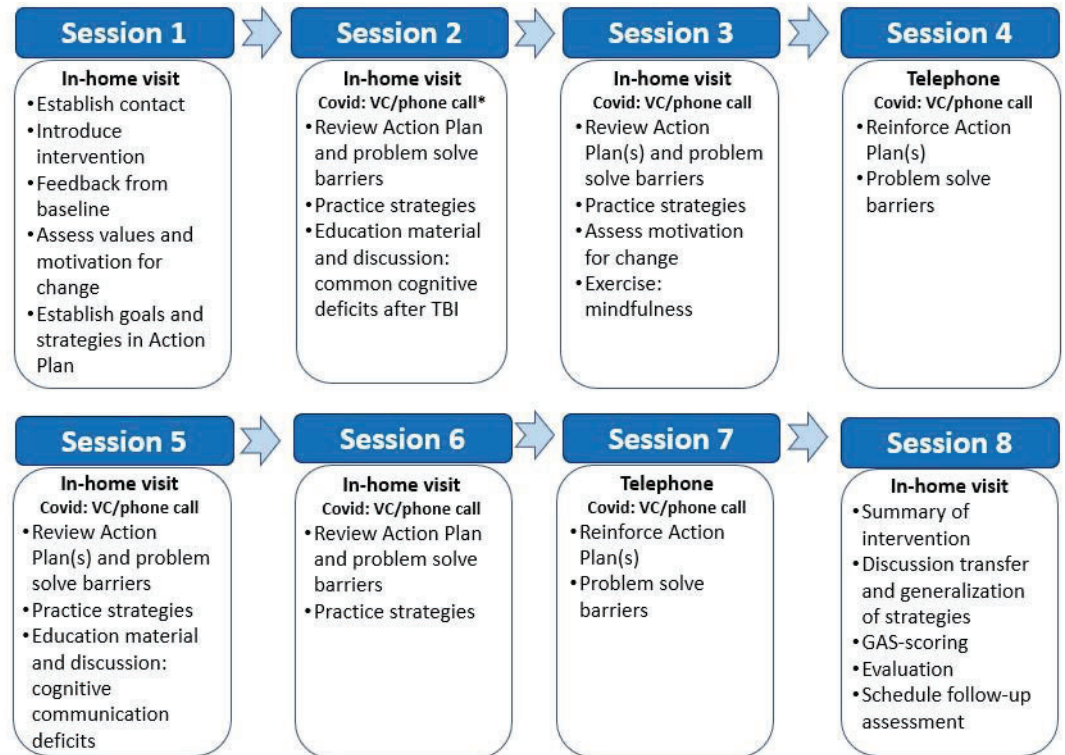 Session 1
In-home visit
•Establish contact
•Introduce
intervention
•Feedback from
baseline
•Assess values and
motivation for
change
•Establish goals and
strategies in Action
Plan
Session 2
In-home visit
Covid: VC/phone call*
•Review Action Plan
and problem solve
barriers
•Practice strategies
•Education material
and discussion:
common cognitive
deficits after TBI
Session 3
In-home visit
Covid: VC/phone call
•Review Action
Plan(s) and problem
solve barriers
•Practice strategies
•Assess motivation
for change
•Exercise:
mindfulness
Session 4
Telephone
Covid: VC/phone call
•Reinforce Action
Plan(s)
•Problem solve
barriers
Session 5
In-home visit
Covid: VC/phone call
•Review Action
Plan(s) and problem
solve barriers
•Practice strategies
•Education material
and discussion:
cognitive
communication
deficits
Session 6
In-home visit
Covid: VC/phone call
•Review Action Plan
and problem solve
barriers
•Practice strategies
Session 7
Telephone
Covid: VC/phone call
•Reinforce Action
Plan(s)
•Problem solve
barriers
Session 8
In-home visit
•Summary of
intervention
•Discussion transfer
and generalization
of strategies
•GAS-scoring
•Evaluation
•Schedule follow-up
assessment